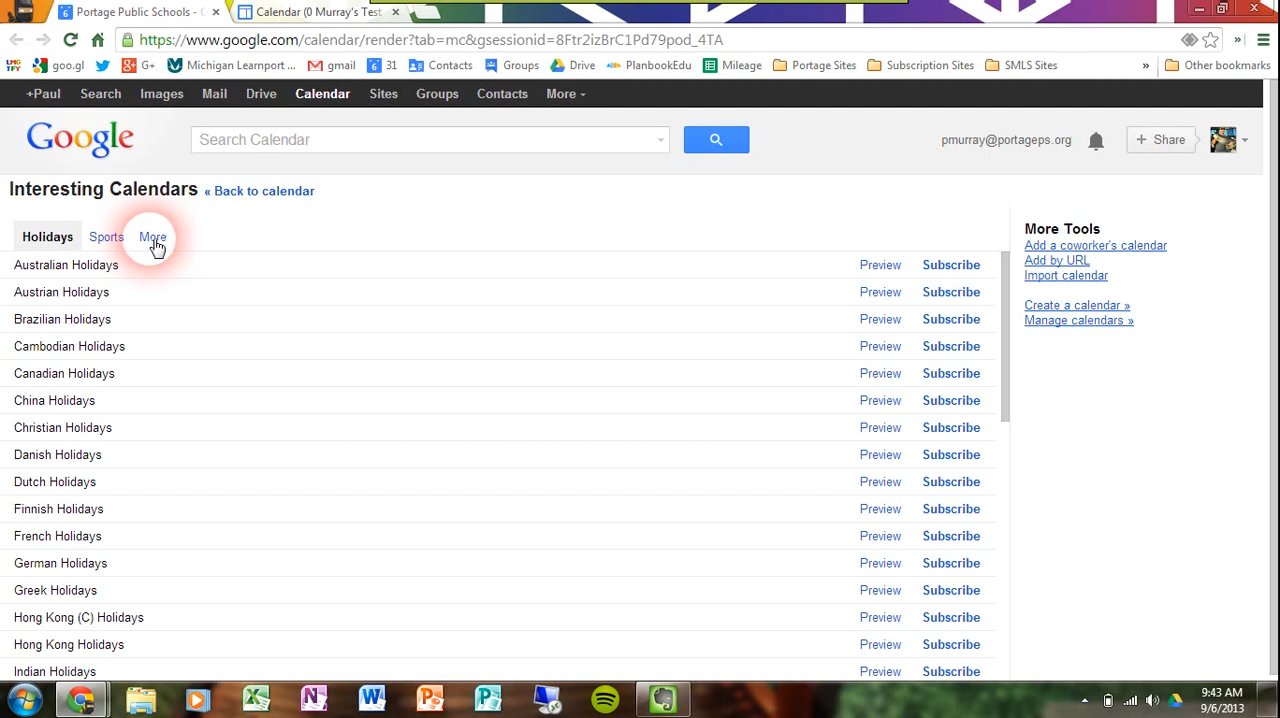 Portage Public Schools - C
Calendar (0 Murray's Test
https://www.google.com/calendar/render?tab=mc&gsessionid=8Ftr2izBrC1Pd79pod_4TA
LMG TFY goo.gl G+ Michigan Learnport ... gmail 31 Contacts Groups Drive PlanbookEdu Mileage Portage Sites Subscription Sites SMLS Sites » Other bookmarks
+Paul Search Images Mail Drive Calendar Sites Groups Contacts More
Google Search Calendar pmurray@portageps.org + Share
Interesting Calendars « Back to calendar
Holidays Sports More
Australian Holidays Preview Subscribe
Austrian Holidays Preview Subscribe
Brazilian Holidays Preview Subscribe
Cambodian Holidays Preview Subscribe
Canadian Holidays Preview Subscribe
China Holidays Preview Subscribe
Christian Holidays Preview Subscribe
Danish Holidays Preview Subscribe
Dutch Holidays Preview Subscribe
Finnish Holidays Preview Subscribe
French Holidays Preview Subscribe
German Holidays Preview Subscribe
Greek Holidays Preview Subscribe
Hong Kong (C) Holidays Preview Subscribe
Hong Kong Holidays Preview Subscribe
Indian Holidays Preview Subscribe
More Tools
Add a coworker's calendar
Add by URL
Import calendar
Create a calendar »
Manage calendars »
9:43 AM
9/6/2013